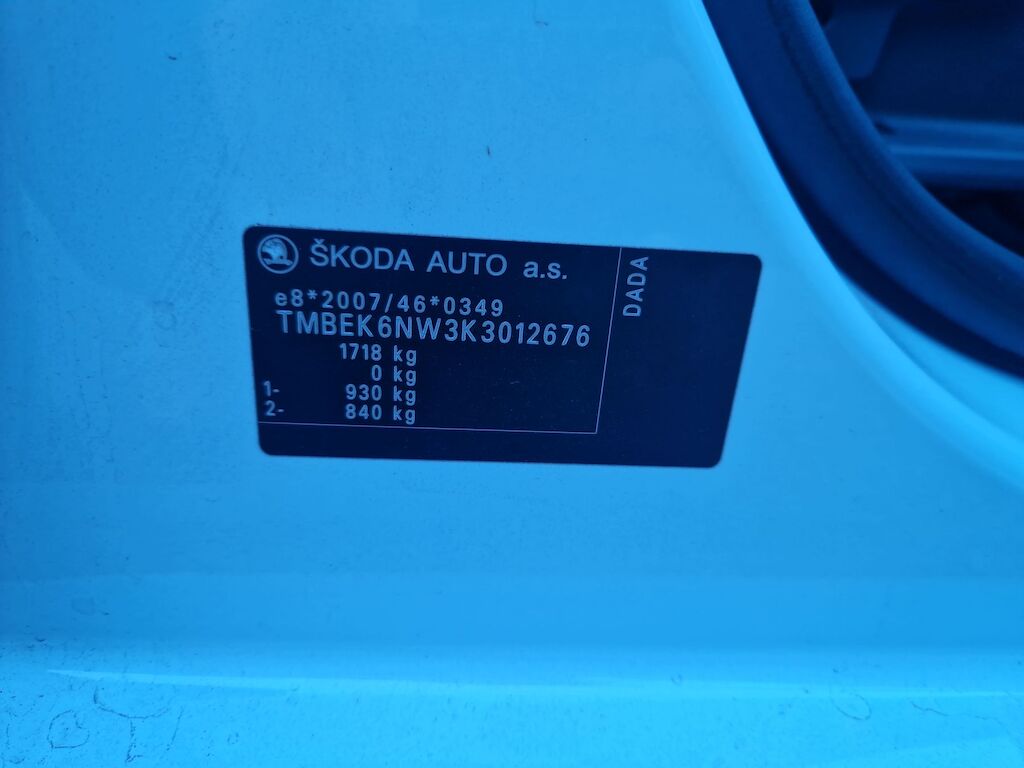 ŠKODA AUTO a.s.
e8*2007/46*0349
TMBEK6NW3K3012676
1718 kg
0 kg
1- 930 kg
2- 840 kg
DADA